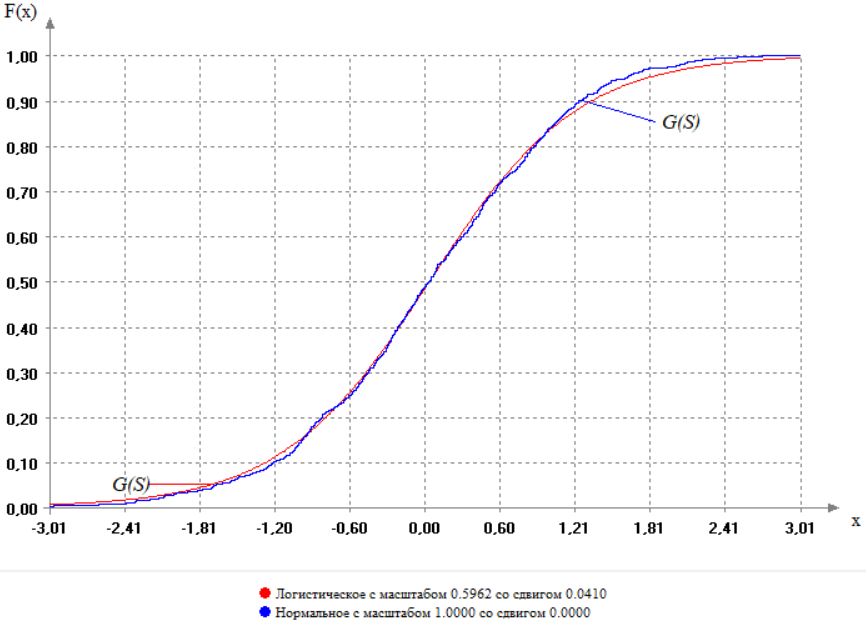 F(x)
1,00
0,90
G(S)
0,80
0,70
0,60
0,50
0,40
0,30
0,20
0,10
G(S)
0,00
-3,01 -2,41 -1,81 -1,20 -0,60 0,00 0,60 1,21 1,81 2,41 3,01
x
Логистическое с масштабом 0.5962 со сдвигом 0.0410
Нормальное с масштабом 1.0000 со сдвигом 0.0000